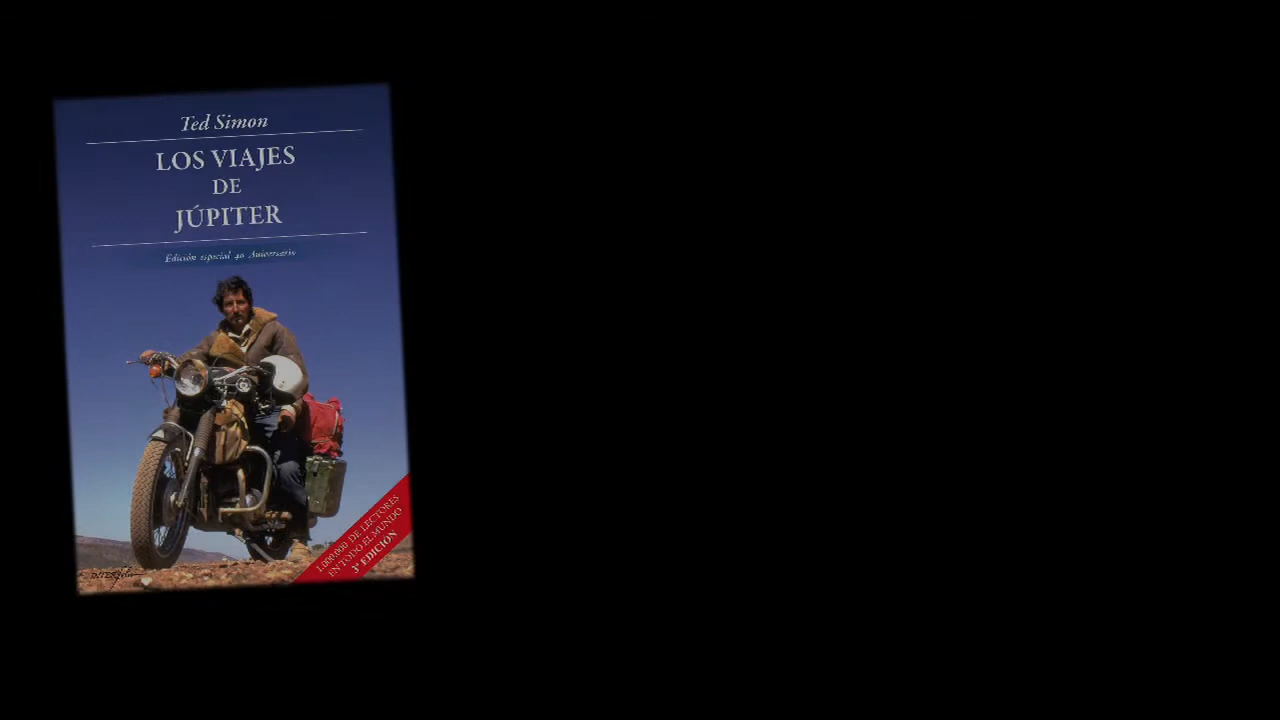 Ted Simon
LOS VIAJES
DE
JÚPITER
Edición especial 40 Aniversario
1.000.000 DE LECTORES
EN TODO EL MUNDO
3ª EDICIÓN